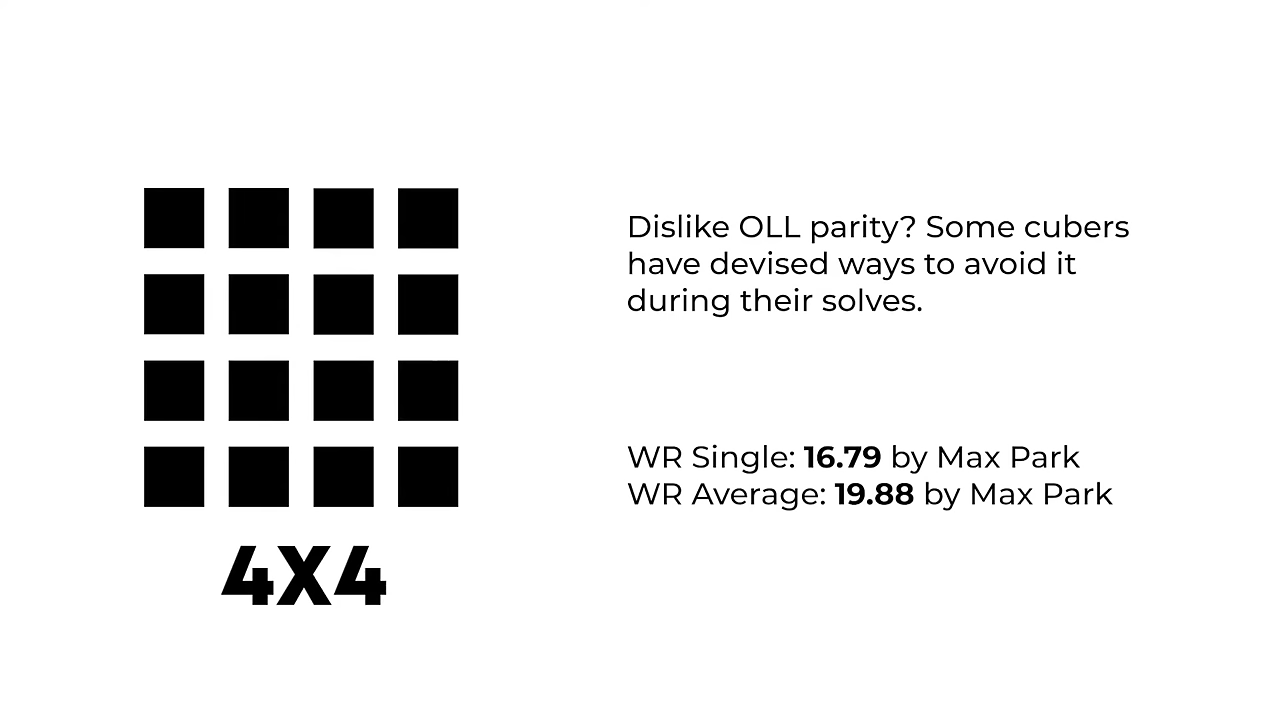 Dislike OLL parity? Some cubers
have devised ways to avoid it
during their solves.
WR Single: 16.79 by Max Park
WR Average: 19.88 by Max Park
4X4